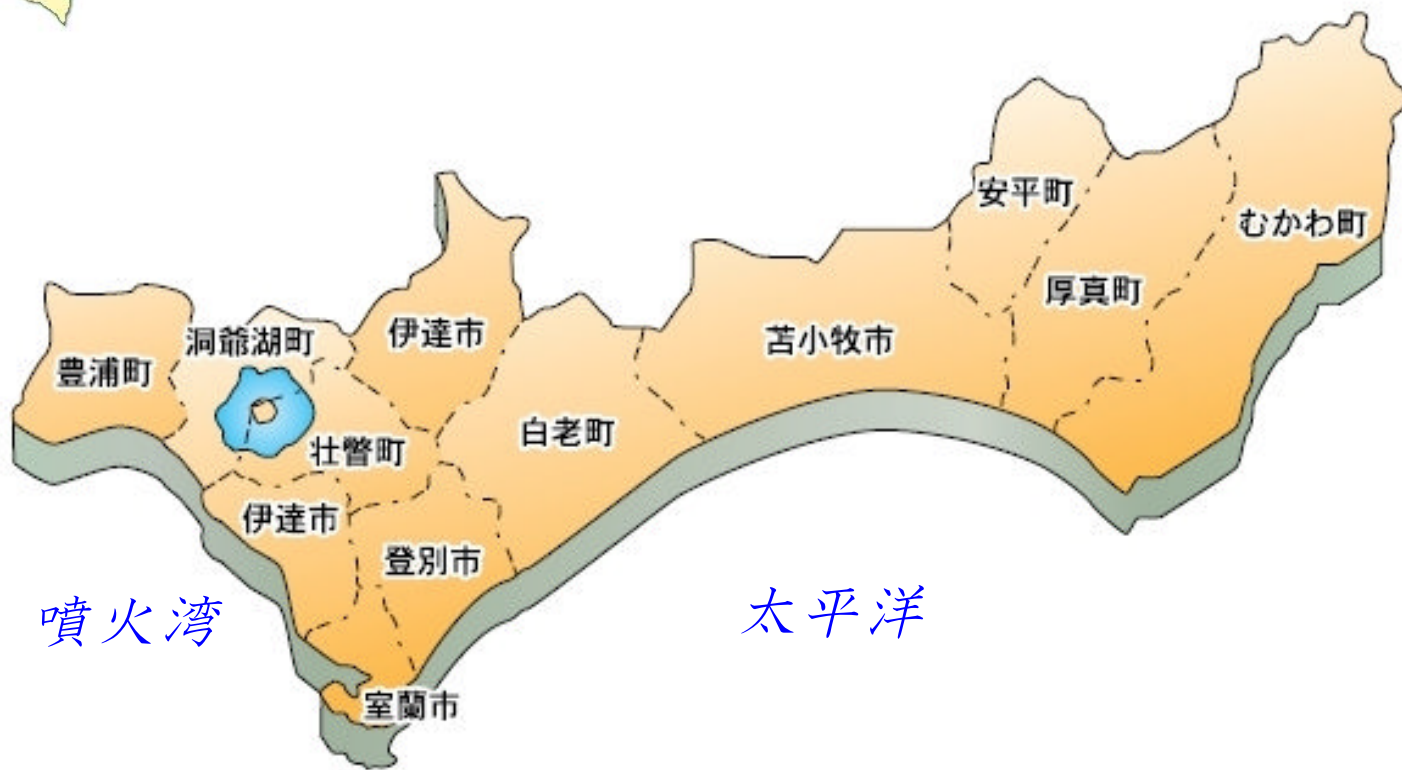 安平町
むかわ町
厚真町
伊達市
洞爺湖町
苫小牧市
豊浦町
白老町
壮瞥町
伊達市
登別市
噴火湾
太平洋
室蘭市